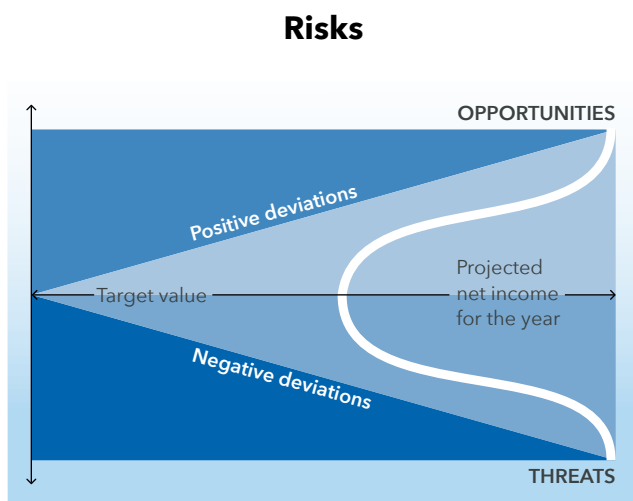 Risks
OPPORTUNITIES
Positive deviations
Target value
Projected
net income
for the year
Negative deviations
THREATS